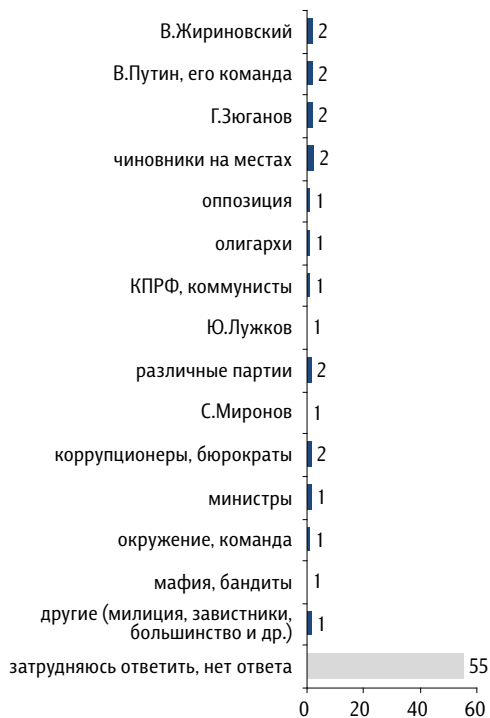 В.Жириновский 2
В.Путин, его команда 2
Г.Зюганов 2
чиновники на местах 2
оппозиция 1
олигархи 1
КПРФ, коммунисты 1
Ю.Лужков 1
различные партии 2
С.Миронов 1
коррупционеры, бюрократы 2
министры 1
окружение, команда 1
мафия, бандиты 1
другие (милиция, завистники,
большинство и др.) 1
затрудняюсь ответить, нет ответа 55
0 20 40 60